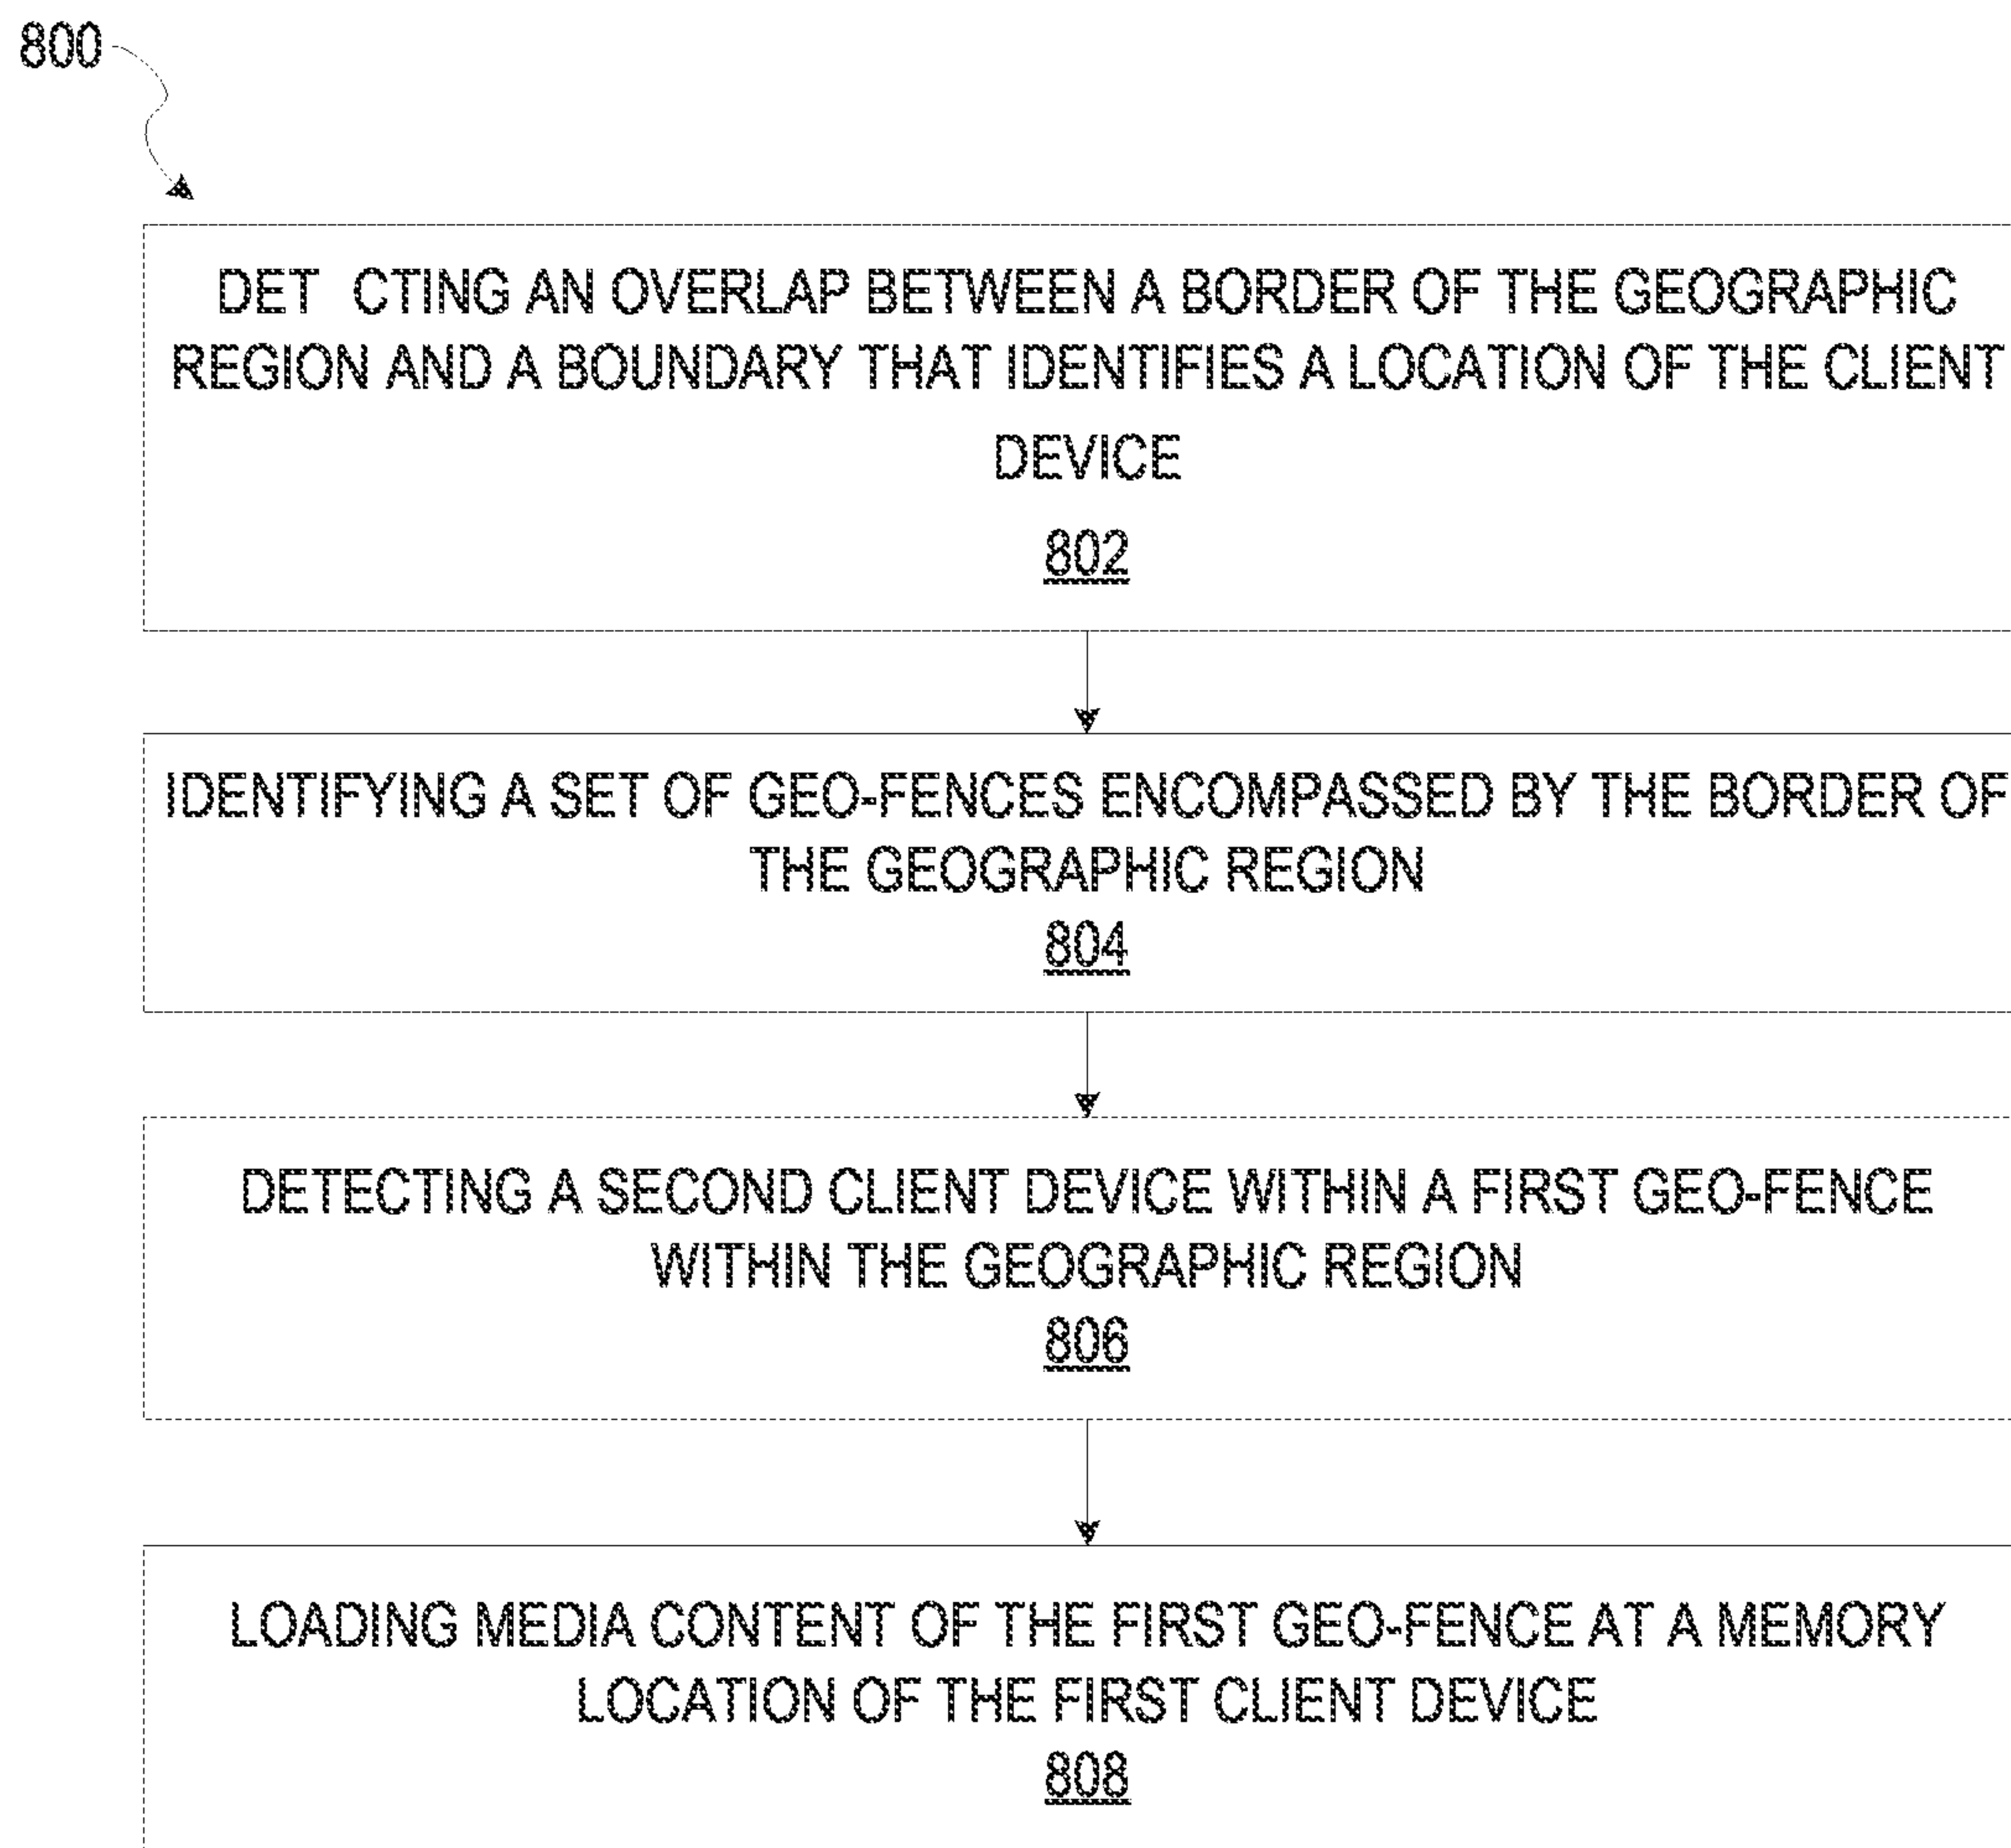 800
DET CTING AN OVERLAP BETWEEN A BORDER OF THE GEOGRAPHIC
REGION AND A BOUNDARY THAT IDENTIFIES A LOCATION OF THE CLIENT
DEVICE
802
IDENTIFYING A SET OF GEO-FENCES ENCOMPASSED BY THE BORDER OF
THE GEOGRAPHIC REGION
804
DETECTING A SECOND CLIENT DEVICE WITHIN A FIRST GEO-FENCE
WITHIN THE GEOGRAPHIC REGION
806
LOADING MEDIA CONTENT OF THE FIRST GEO-FENCE AT A MEMORY
LOCATION OF THE FIRST CLIENT DEVICE
808